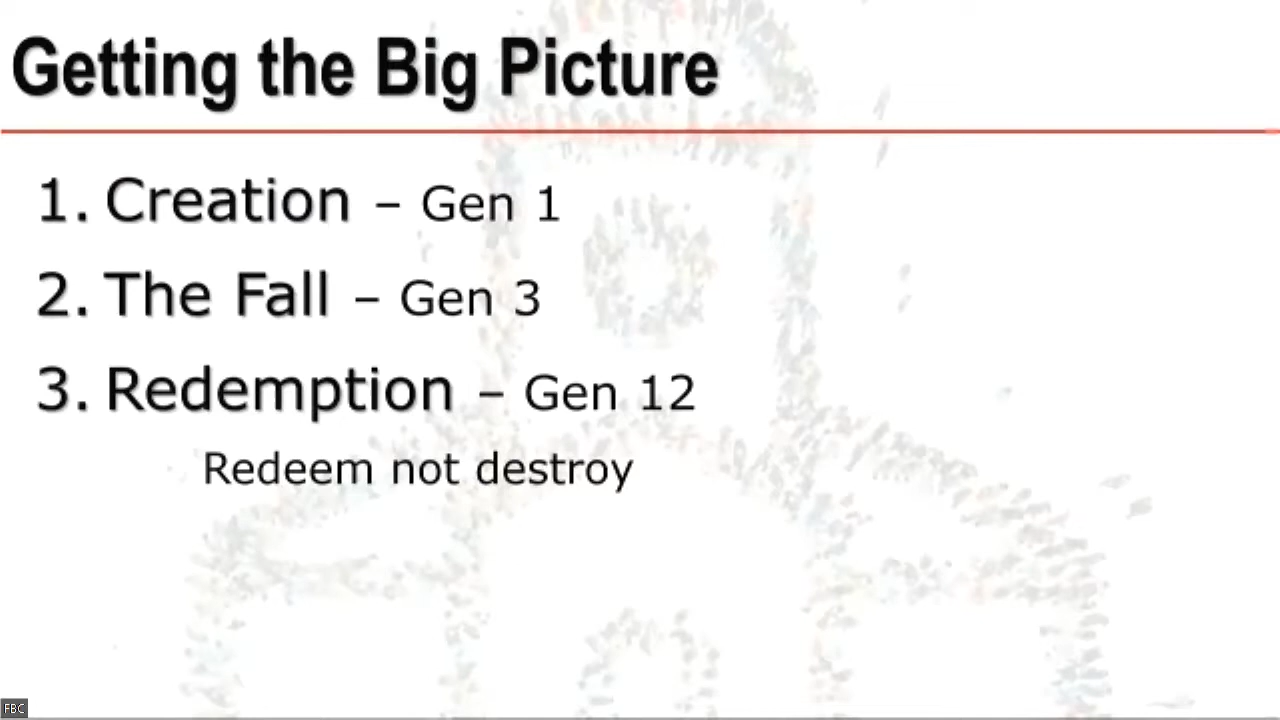 Getting the Big Picture
1. Creation – Gen 1
2. The Fall – Gen 3
3. Redemption – Gen 12
Redeem not destroy
FBC